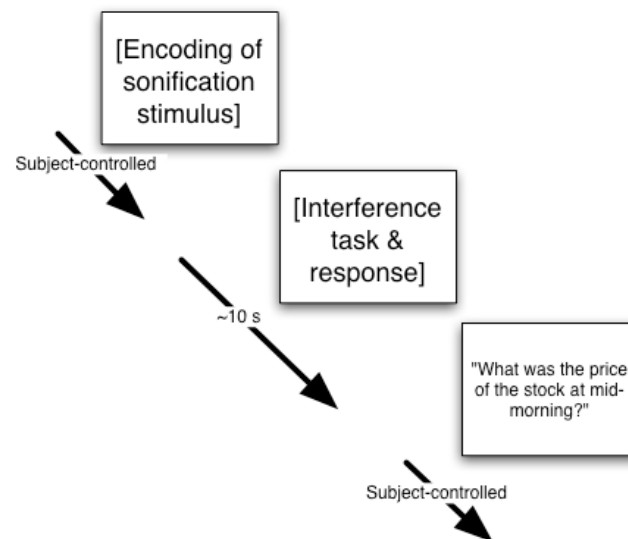 [Encoding of
sonification
stimulus]
Subject-controlled
[Interference
task &
response]
~10 s
"What was the price
of the stock at mid-
morning?"
Subject-controlled